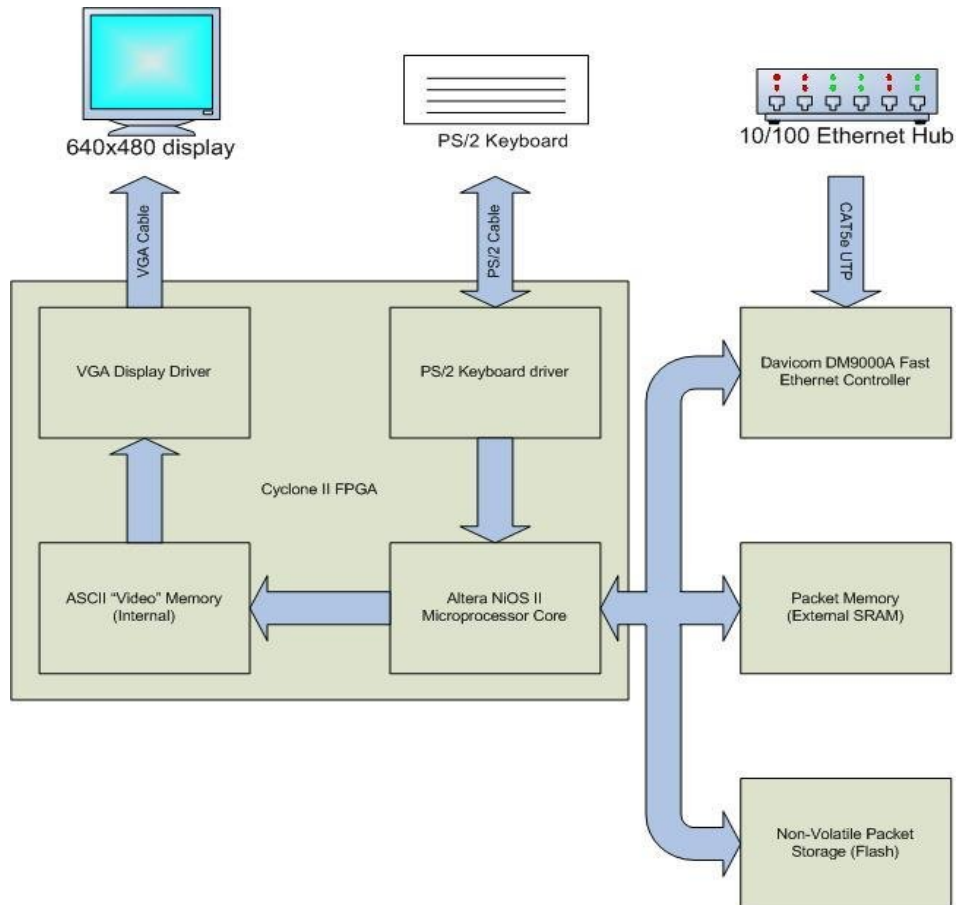 640x480 display
PS/2 Keyboard
10/100 Ethernet Hub
VGA Cable
PS/2 Cable
CAT5e UTP
VGA Display Driver
PS/2 Keyboard driver
Davicom DM9000A Fast
Ethernet Controller
Cyclone II FPGA
ASCII “Video” Memory
(Internal)
Altera NiOS II
Microprocessor Core
Packet Memory
(External SRAM)
Non-Volatile Packet
Storage (Flash)